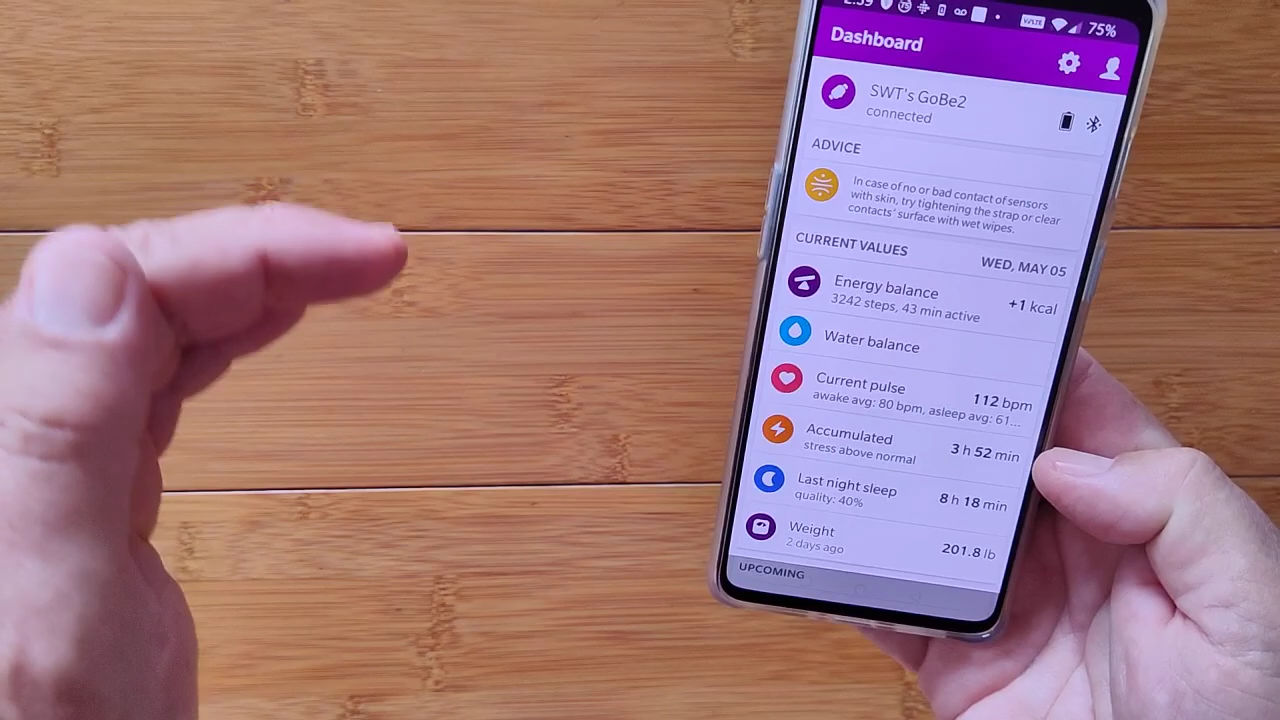 2:59 75 VoLTE 75%
Dashboard
SWT's GoBe2
connected
ADVICE
In case of no or bad contact of sensors
with skin, try tightening the strap or clear
contacts' surface with wet wipes.
CURRENT VALUES WED, MAY 05
Energy balance +1 kcal
3242 steps, 43 min active
Water balance
Current pulse 112 bpm
awake avg: 80 bpm, asleep avg: 61...
Accumulated 3 h 52 min
stress above normal
Last night sleep 8 h 18 min
quality: 40%
Weight 201.8 lb
2 days ago
UPCOMING